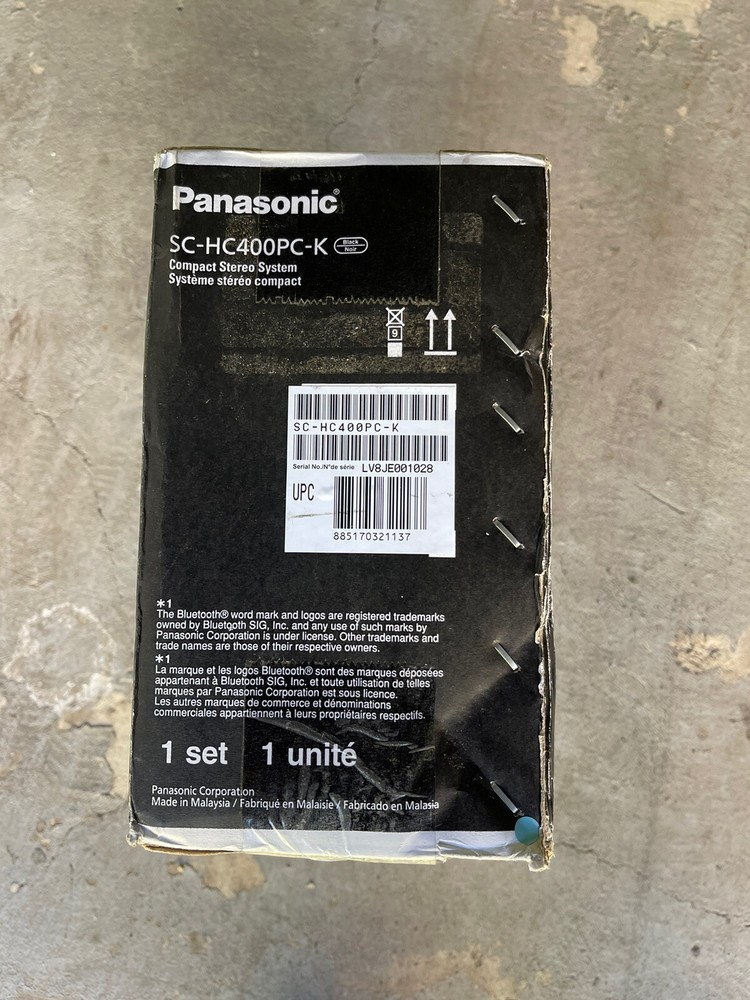 Panasonic®
SC-HC400PC-K Black Noir
Compact Stereo System
Système stéréo compact
9
SC-HC400PC-K
Serial No./N°de série LV8JE001028
UPC
885170321137
*1
The Bluetooth® word mark and logos are registered trademarks
owned by Bluetooth SIG, Inc. and any use of such marks by
Panasonic Corporation is under license. Other trademarks and
trade names are those of their respective owners.
*1
La marque et les logos Bluetooth® sont des marques déposées
appartenant à Bluetooth SIG, Inc. et toute utilisation de telles
marques par Panasonic Corporation est sous licence.
Les autres marques de commerce et dénominations
commerciales appartiennent à leurs propriétaires respectifs.
1 set 1 unité
Panasonic Corporation
Made in Malaysia / Fabriqué en Malaisie / Fabricado en Malasia